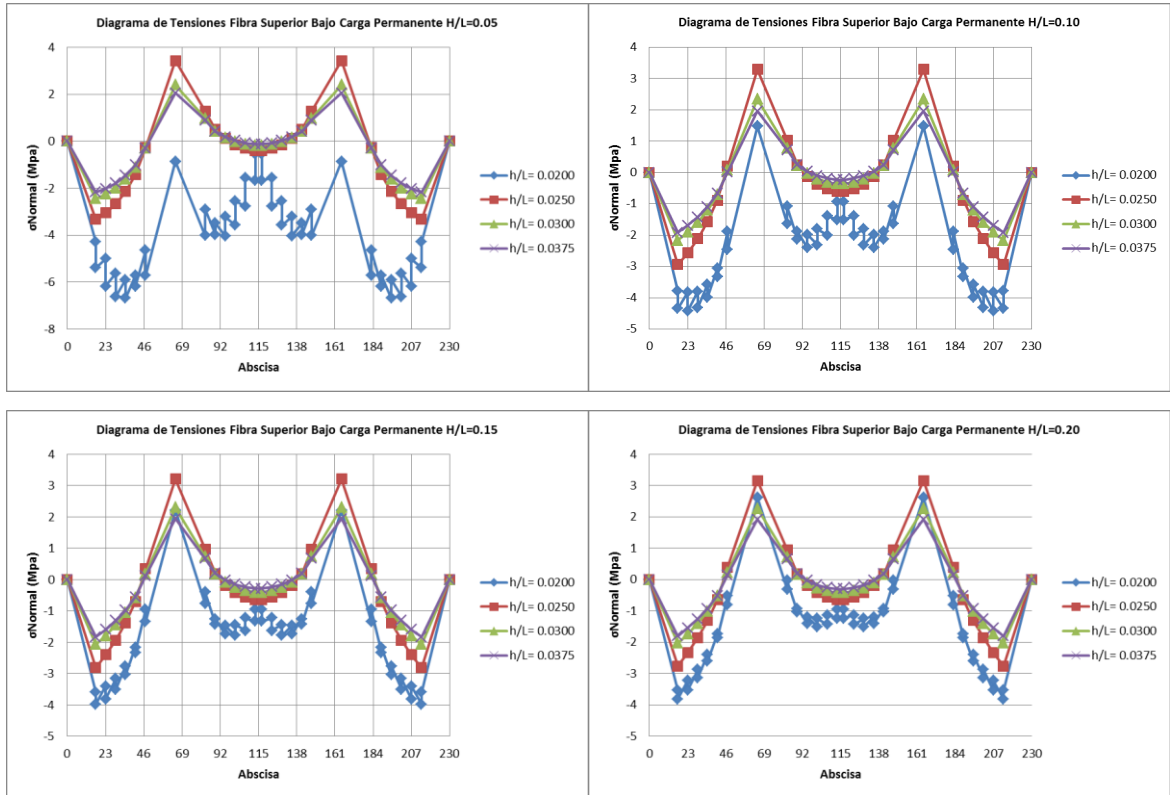 Diagrama de Tensiones Fibra Superior Bajo Carga Permanente H/L=0.05
4
2
0
-2
-4
-6
-8
σNormal (Mpa)
0 23 46 69 92 115 138 161 184 207 230
Abscisa
h/L= 0.0200
h/L= 0.0250
h/L= 0.0300
h/L= 0.0375
Diagrama de Tensiones Fibra Superior Bajo Carga Permanente H/L=0.10
4
3
2
1
0
-1
-2
-3
-4
-5
σNormal (Mpa)
0 23 46 69 92 115 138 161 184 207 230
Abscisa
h/L= 0.0200
h/L= 0.0250
h/L= 0.0300
h/L= 0.0375
Diagrama de Tensiones Fibra Superior Bajo Carga Permanente H/L=0.15
4
3
2
1
0
-1
-2
-3
-4
-5
σNormal (Mpa)
0 23 46 69 92 115 138 161 184 207 230
Abscisa
h/L= 0.0200
h/L= 0.0250
h/L= 0.0300
h/L= 0.0375
Diagrama de Tensiones Fibra Superior Bajo Carga Permanente H/L=0.20
4
3
2
1
0
-1
-2
-3
-4
-5
σNormal (Mpa)
0 23 46 69 92 115 138 161 184 207 230
Abscisa
h/L= 0.0200
h/L= 0.0250
h/L= 0.0300
h/L= 0.0375